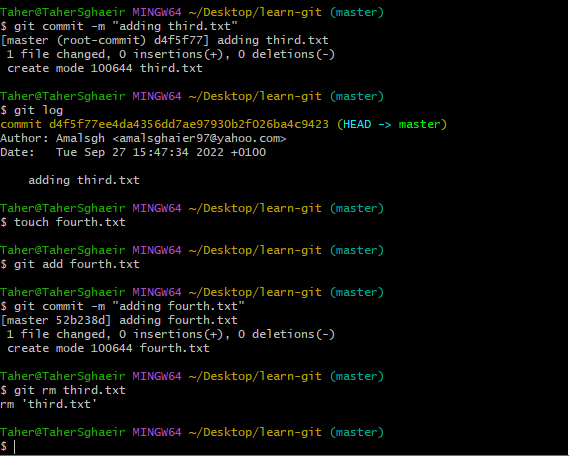 Taher@TaherSghaeir MINGW64 ~/Desktop/learn-git (master)
$ git commit -m "adding third.txt"
[master (root-commit) d4f5f77] adding third.txt
 1 file changed, 0 insertions(+), 0 deletions(-)
 create mode 100644 third.txt
Taher@TaherSghaeir MINGW64 ~/Desktop/learn-git (master)
$ git log
commit d4f5f77ee4da4356dd7ae97930b2f026ba4c9423 (HEAD -> master)
Author: Amalsgh <amalsghaier97@yahoo.com>
Date:   Tue Sep 27 15:47:34 2022 +0100
    adding third.txt
Taher@TaherSghaeir MINGW64 ~/Desktop/learn-git (master)
$ touch fourth.txt
Taher@TaherSghaeir MINGW64 ~/Desktop/learn-git (master)
$ git add fourth.txt
Taher@TaherSghaeir MINGW64 ~/Desktop/learn-git (master)
$ git commit -m "adding fourth.txt"
[master 52b238d] adding fourth.txt
 1 file changed, 0 insertions(+), 0 deletions(-)
 create mode 100644 fourth.txt
Taher@TaherSghaeir MINGW64 ~/Desktop/learn-git (master)
$ git rm third.txt
rm 'third.txt'
Taher@TaherSghaeir MINGW64 ~/Desktop/learn-git (master)
$